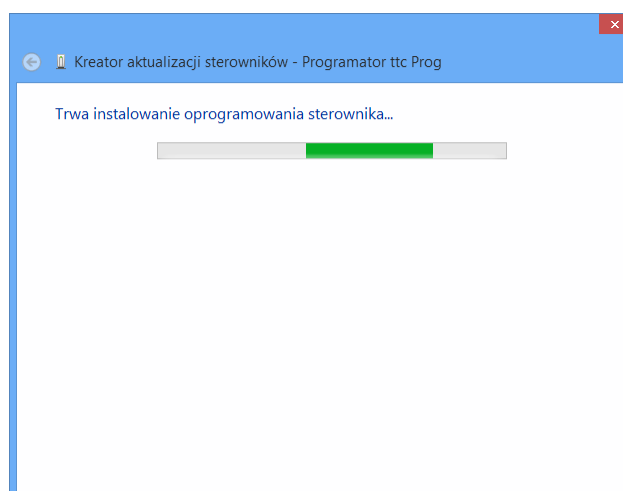 Kreator aktualizacji sterowników - Programator ttc Prog
Trwa instalowanie oprogramowania sterownika...